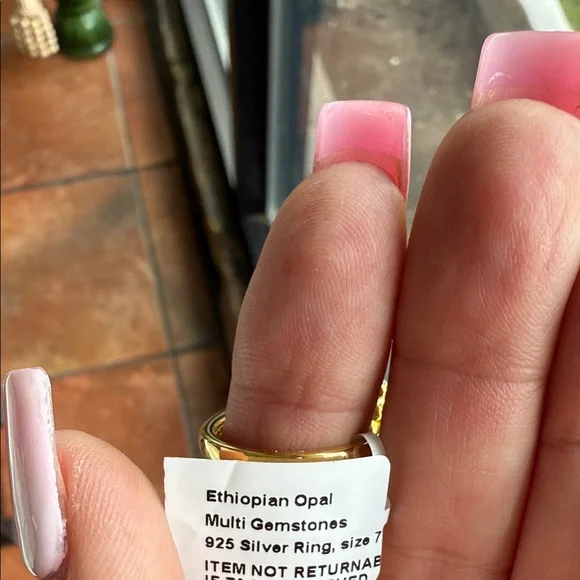 Ethiopian Opal
Multi Gemstones
925 Silver Ring, size 7
ITEM NOT RETURNAB